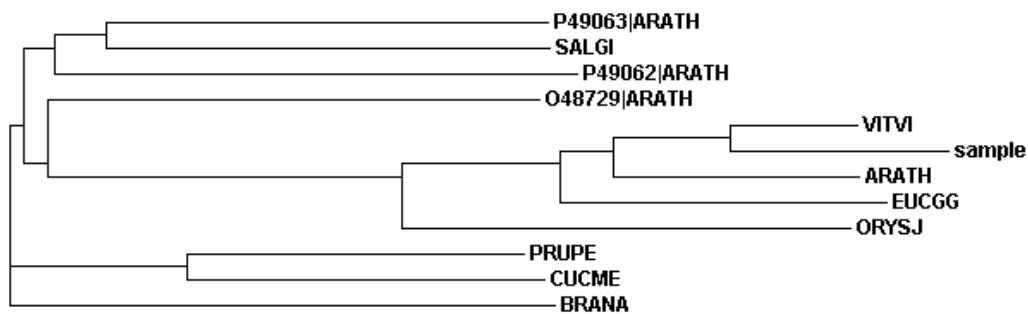 P49063|ARATH
SALGI
P49062|ARATH
O48729|ARATH
VITVI
sample
ARATH
EUCGG
ORYSJ
PRUPE
CUCME
BRANA